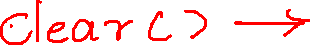 clear() →